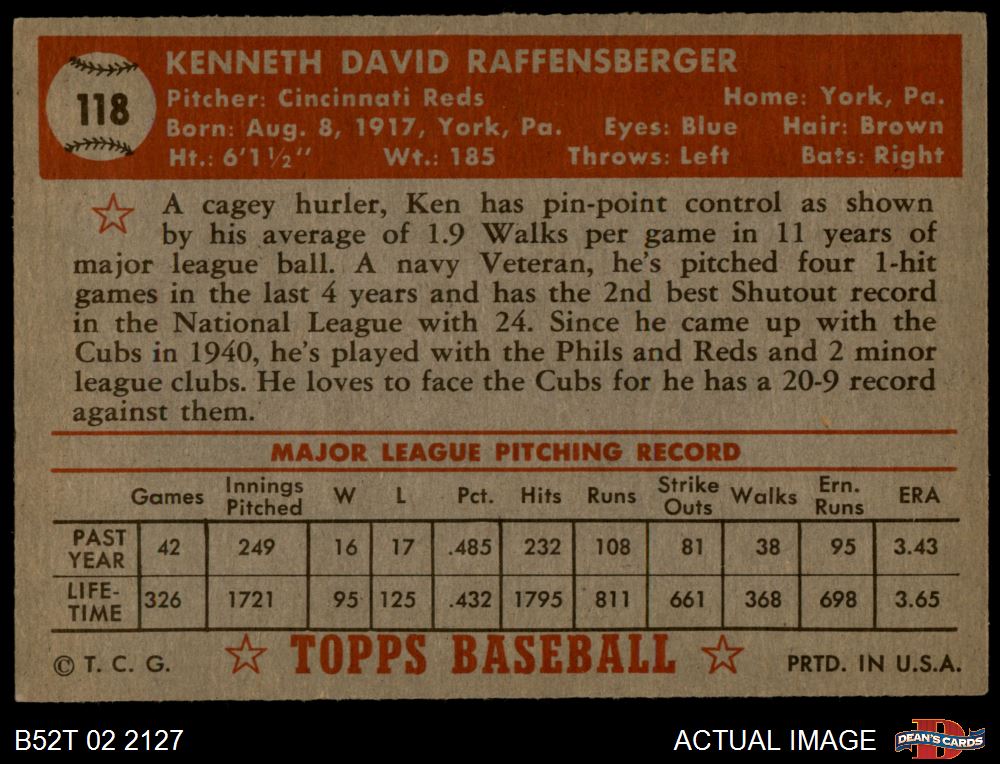 118
KENNETH DAVID RAFFENSBERGER
Pitcher: Cincinnati Reds Home: York, Pa.
Born: Aug. 8, 1917, York, Pa. Eyes: Blue Hair: Brown
Ht.: 6'1½" Wt.: 185 Throws: Left Bats: Right
A cagey hurler, Ken has pin-point control as shown
by his average of 1.9 Walks per game in 11 years of
major league ball. A navy Veteran, he's pitched four 1-hit
games in the last 4 years and has the 2nd best Shutout record
in the National League with 24. Since he came up with the
Cubs in 1940, he's played with the Phils and Reds and 2 minor
league clubs. He loves to face the Cubs for he has a 20-9 record
against them.
MAJOR LEAGUE PITCHING RECORD
Games Innings Pitched W L Pct. Hits Runs Strike Outs Walks Ern. Runs ERA
PAST YEAR 42 249 16 17 .485 232 108 81 38 95 3.43
LIFE-TIME 326 1721 95 125 .432 1795 811 661 368 698 3.65
© T. C. G. TOPPS BASEBALL PRTD. IN U.S.A.
B52T 02 2127 ACTUAL IMAGE DEAN'S CARDS